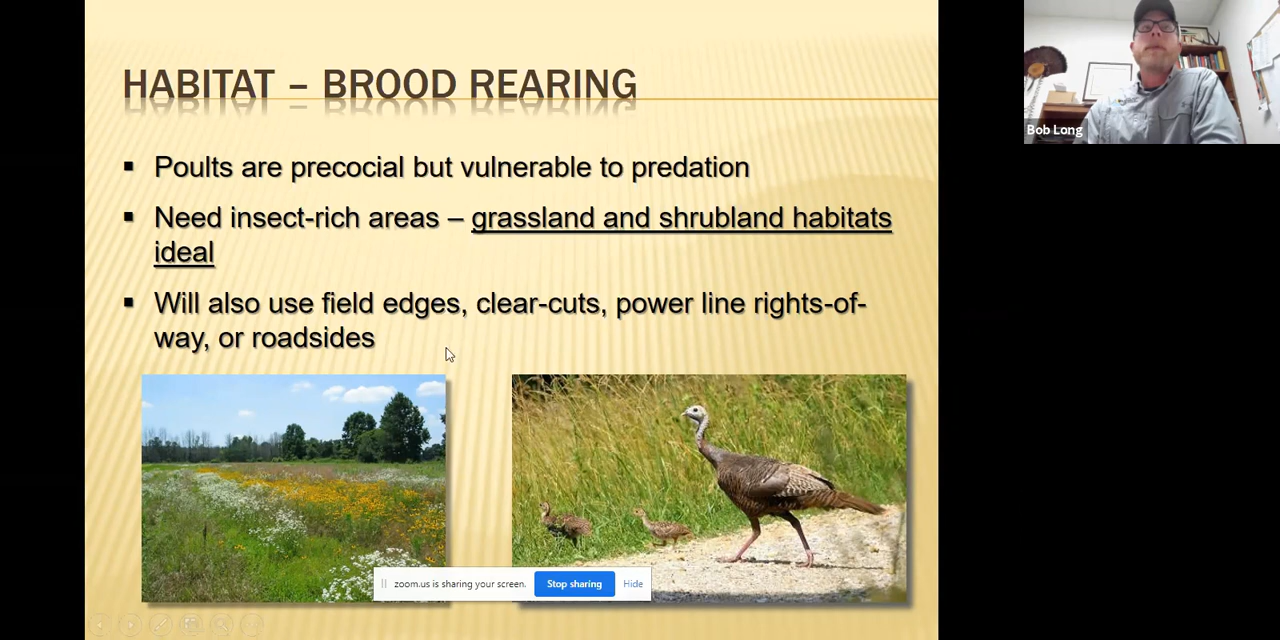 HABITAT – BROOD REARING
Bob Long
▪ Poults are precocial but vulnerable to predation
▪ Need insect-rich areas – grassland and shrubland habitats
ideal
▪ Will also use field edges, clear-cuts, power line rights-of-
way, or roadsides
zoom.us is sharing your screen. Stop sharing Hide